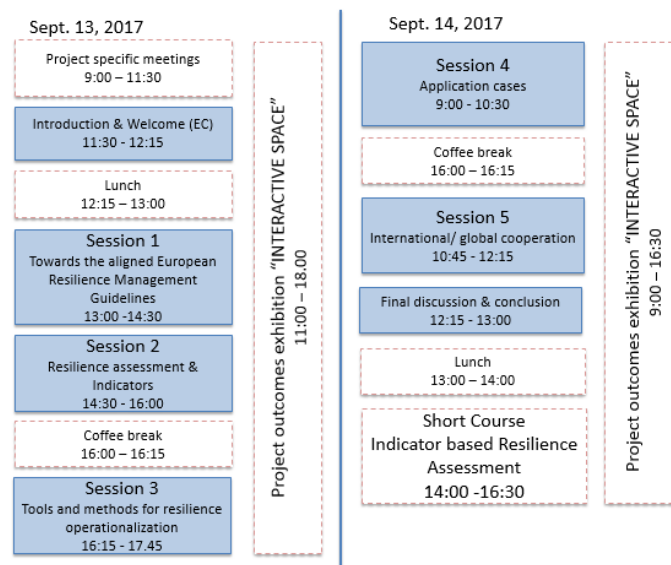 Sept. 13, 2017
Project specific meetings
9:00 – 11:30
Introduction & Welcome (EC)
11:30 - 12:15
Lunch
12:15 – 13:00
Session 1
Towards the aligned European
Resilience Management
Guidelines
13:00 -14:30
Session 2
Resilience assessment &
Indicators
14:30 - 16:00
Coffee break
16:00 – 16:15
Session 3
Tools and methods for resilience
operationalization
16:15 - 17.45
Project outcomes exhibition “INTERACTIVE SPACE”
11:00 – 18.00
Sept. 14, 2017
Session 4
Application cases
9:00 - 10:30
Coffee break
16:00 – 16:15
Session 5
International/ global cooperation
10:45 - 12:15
Final discussion & conclusion
12:15 - 13:00
Lunch
13:00 – 14:00
Short Course
Indicator based Resilience
Assessment
14:00 -16:30
Project outcomes exhibition “INTERACTIVE SPACE”
9:00 – 16:30